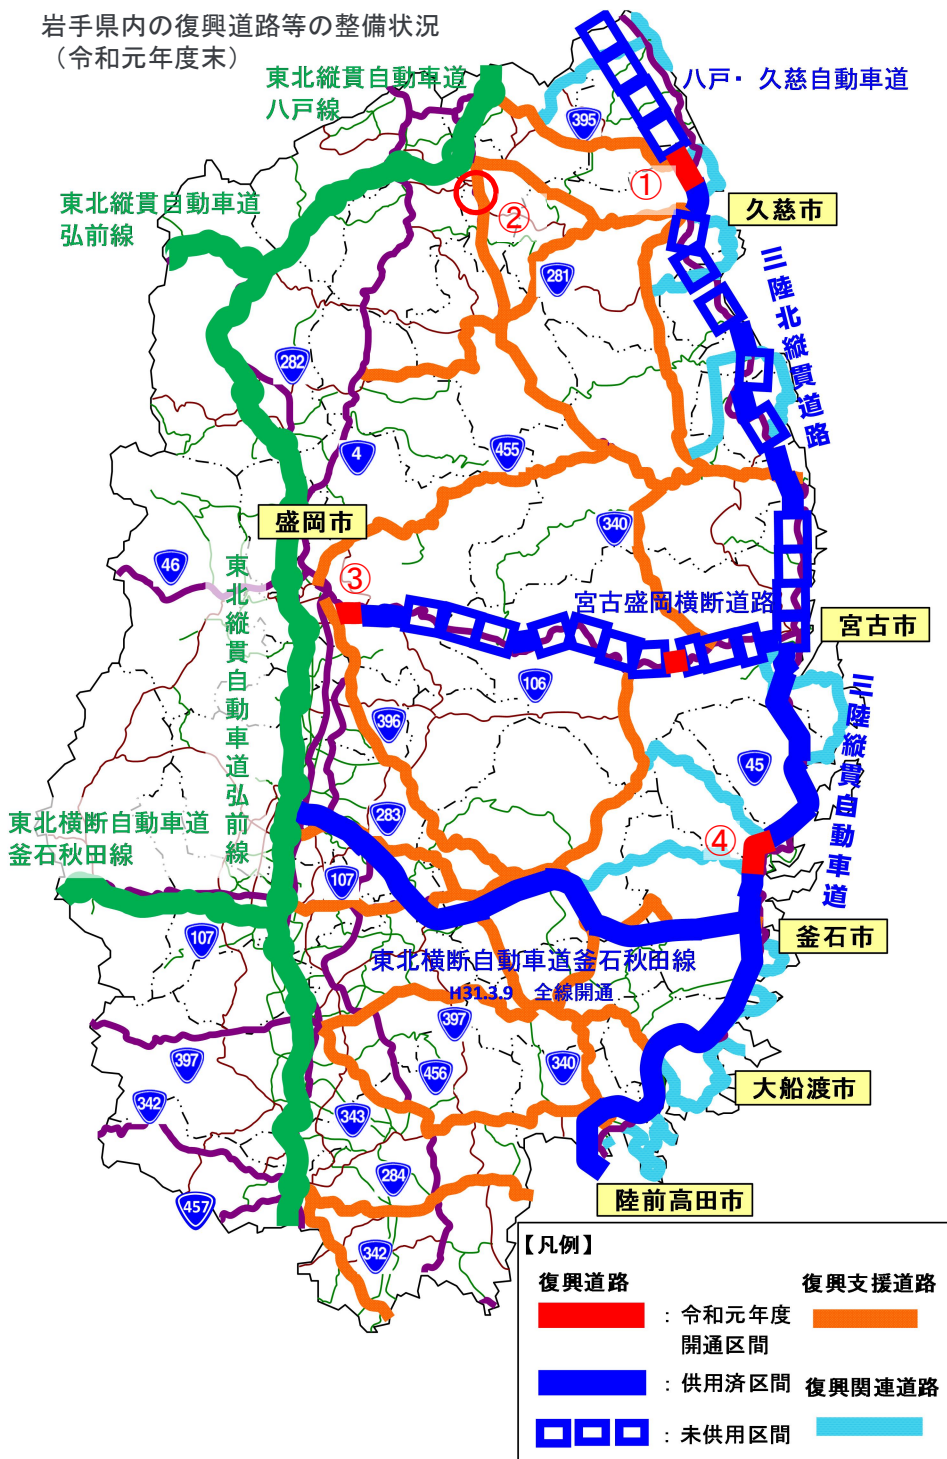 岩手県内の復興道路等の整備状況
（令和元年度末）
東北縦貫自動車道
八戸線
八戸・久慈自動車道
395
①
東北縦貫自動車道
弘前線
②
久慈市
281
三陸北縦貫道路
282
4
455
盛岡市
340
46
東北縦貫自動車道弘前線
③
宮古盛岡横断道路
宮古市
106
三陸縦貫自動車道
396
45
283
東北横断自動車道
釜石秋田線
④
107
釜石市
107
東北横断自動車道釜石秋田線
H31.3.9 全線開通
397
397
340
456
大船渡市
342
343
284
457
陸前高田市
342
【凡例】
復興道路
復興支援道路
：令和元年度
開通区間
：供用済区間
復興関連道路
：未供用区間